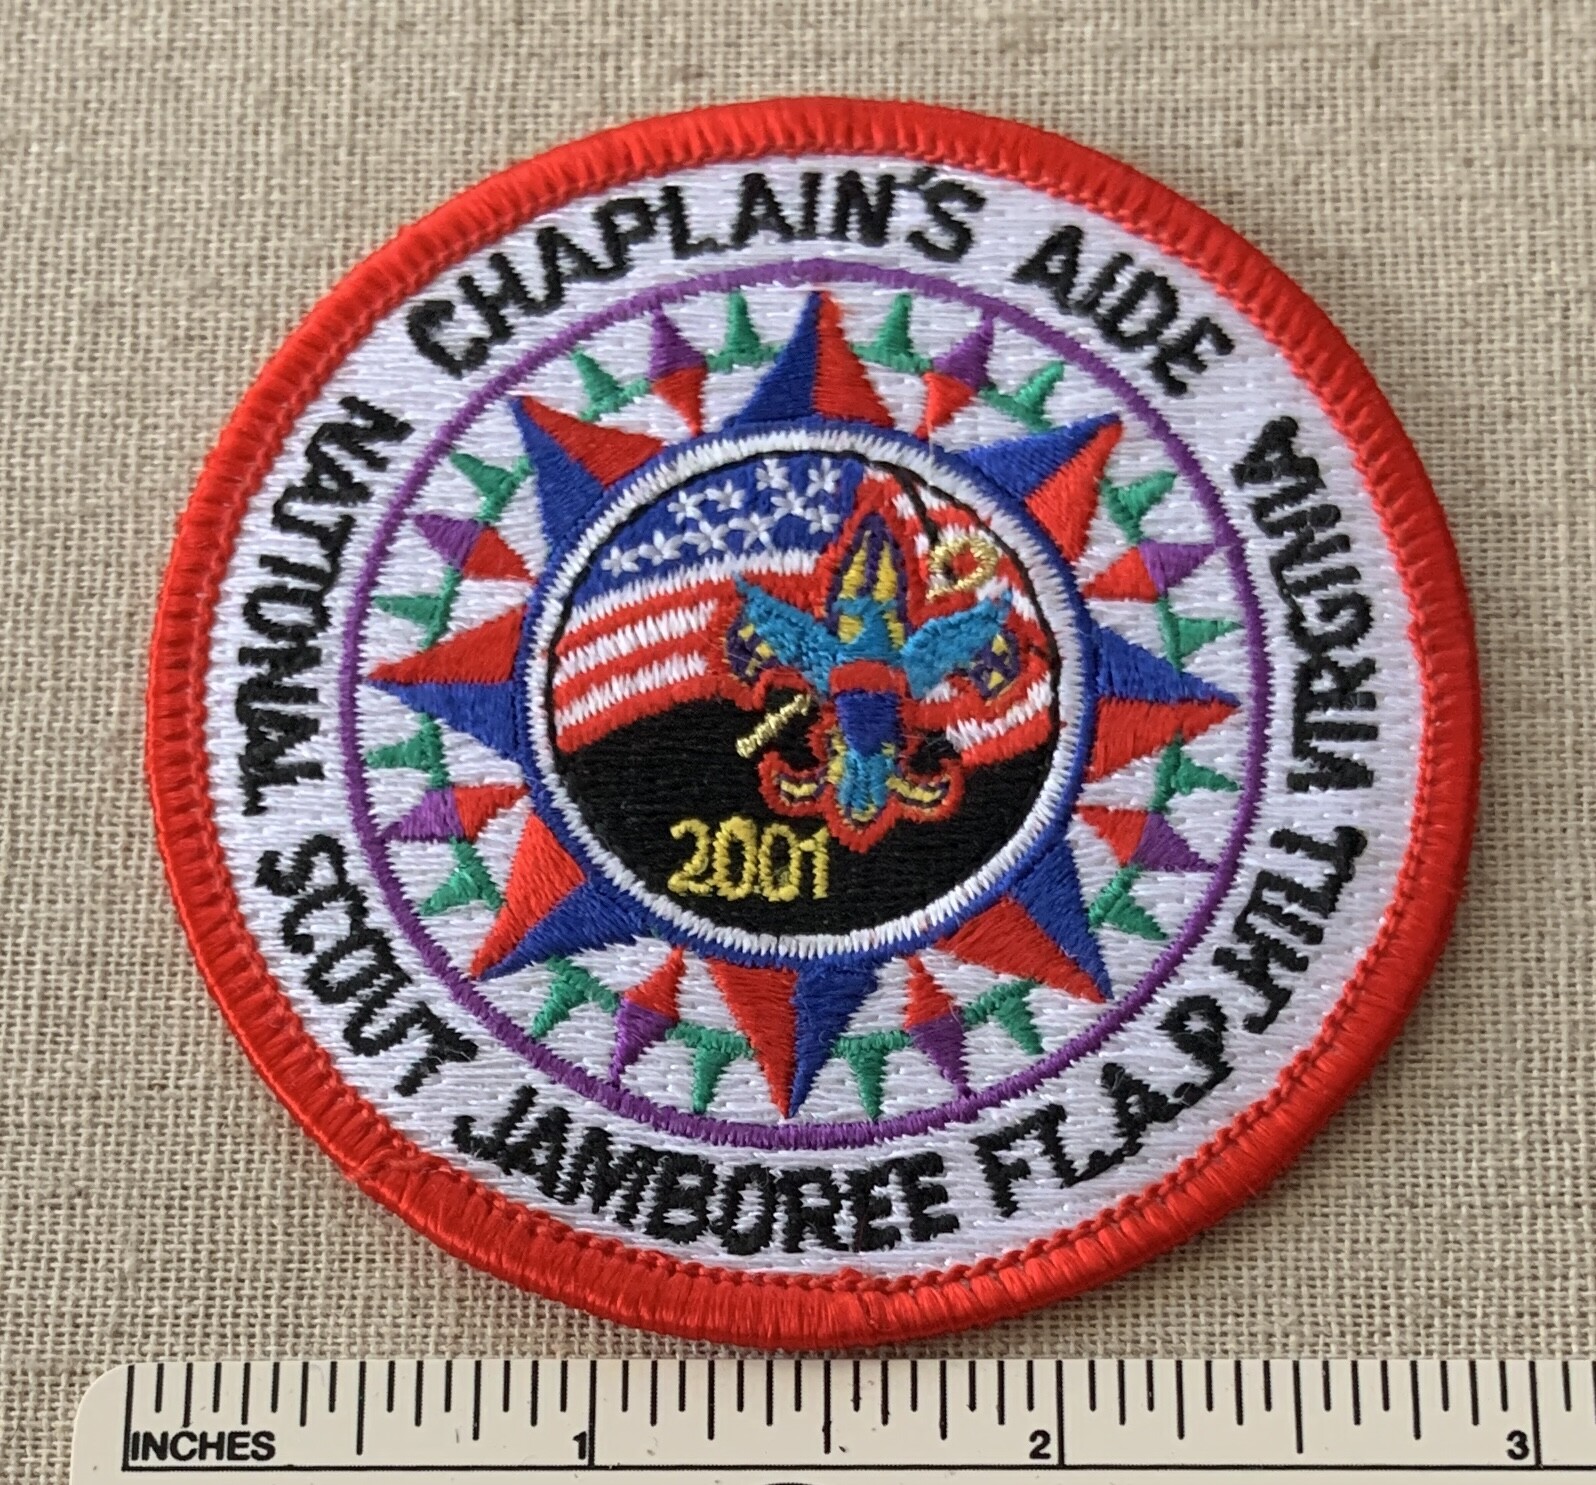 CHAPLAIN'S AIDE
NATIONAL SCOUT JAMBOREE FT.A.P.HILL VIRGINIA
2001
INCHES 1 2 3